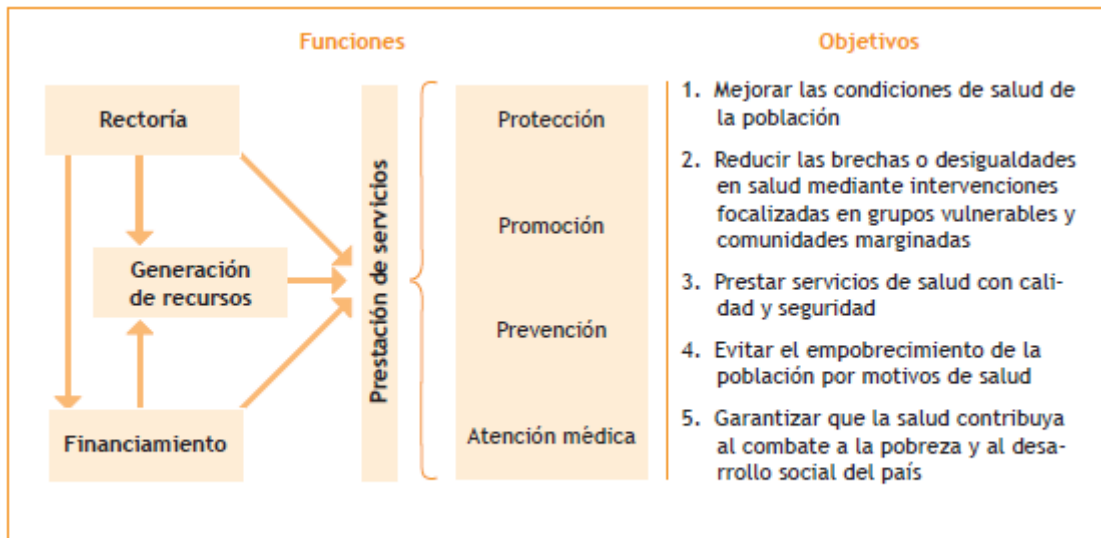 Funciones
Rectoría
Generación
de recursos
Financiamiento
Prestación de servicios
Protección
Promoción
Prevención
Atención médica
Objetivos
1. Mejorar las condiciones de salud de
la población
2. Reducir las brechas o desigualdades
en salud mediante intervenciones
focalizadas en grupos vulnerables y
comunidades marginadas
3. Prestar servicios de salud con cali-
dad y seguridad
4. Evitar el empobrecimiento de la
población por motivos de salud
5. Garantizar que la salud contribuya
al combate a la pobreza y al desa-
rrollo social del país